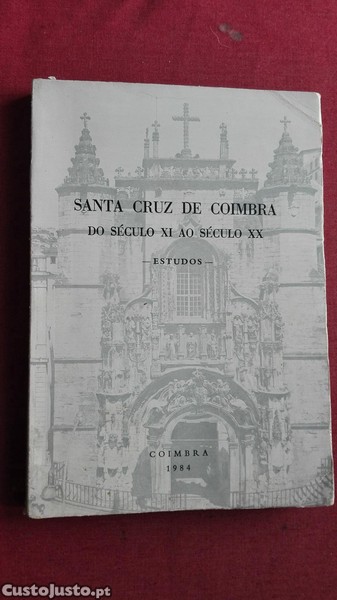 SANTA CRUZ DE COIMBRA
DO SÉCULO XI AO SÉCULO XX
—ESTUDOS—
COIMBRA
1984
CustoJusto.pt